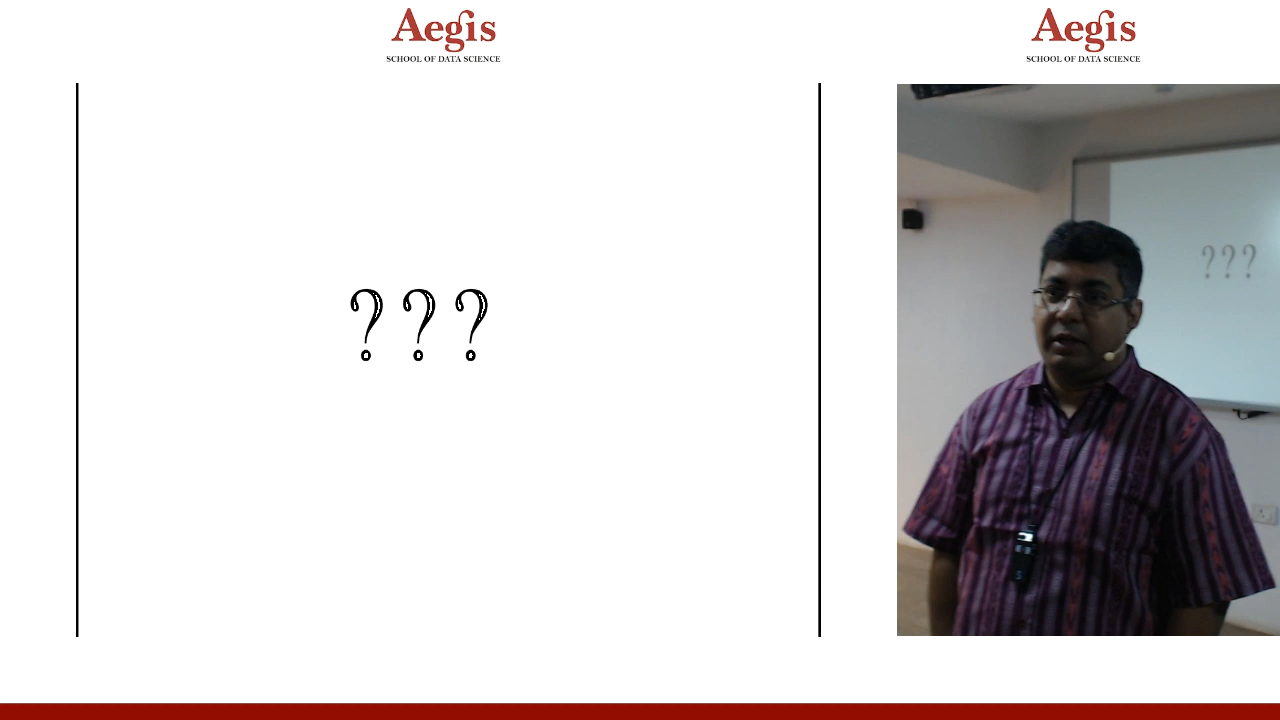 Aegis
SCHOOL OF DATA SCIENCE
Aegis
SCHOOL OF DATA SCIENCE
???
???